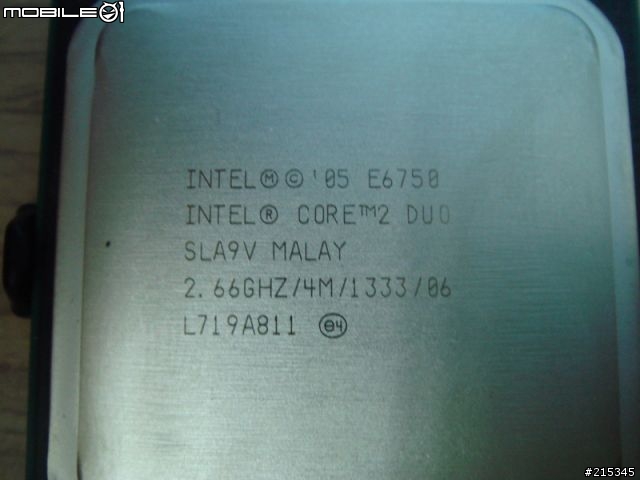 MOBILE01
INTEL Ⓜ © '05 E6750
INTEL® CORE™2 DUO
SLA9V MALAY
2.66GHZ/4M/1333/06
L719A811 e4
#215345